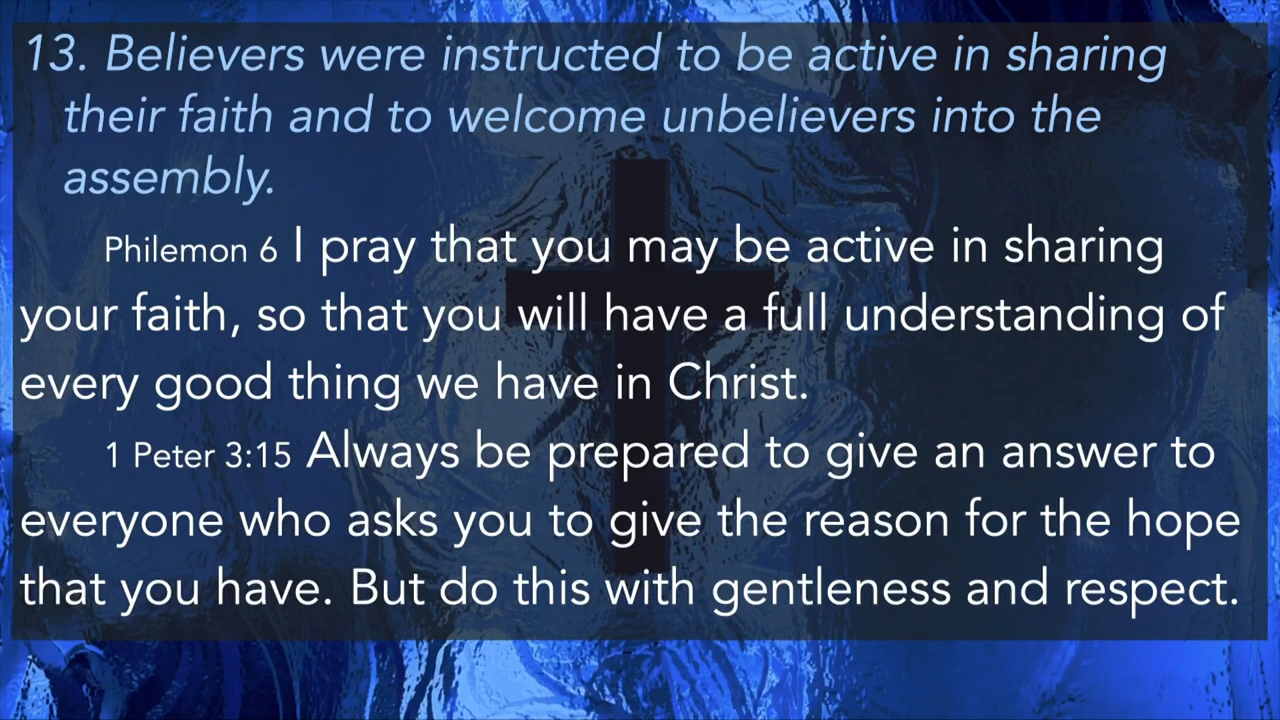 13. Believers were instructed to be active in sharing
their faith and to welcome unbelievers into the
assembly.
Philemon 6 I pray that you may be active in sharing
your faith, so that you will have a full understanding of
every good thing we have in Christ.
1 Peter 3:15 Always be prepared to give an answer to
everyone who asks you to give the reason for the hope
that you have. But do this with gentleness and respect.